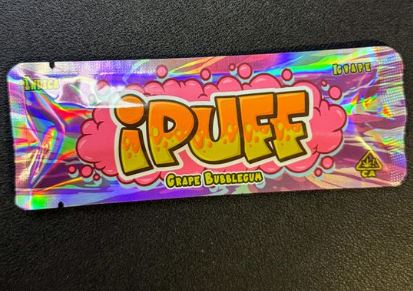 INDICA
1G VAPE
iPUFF
GRAPE BUBBLEGUM
CA